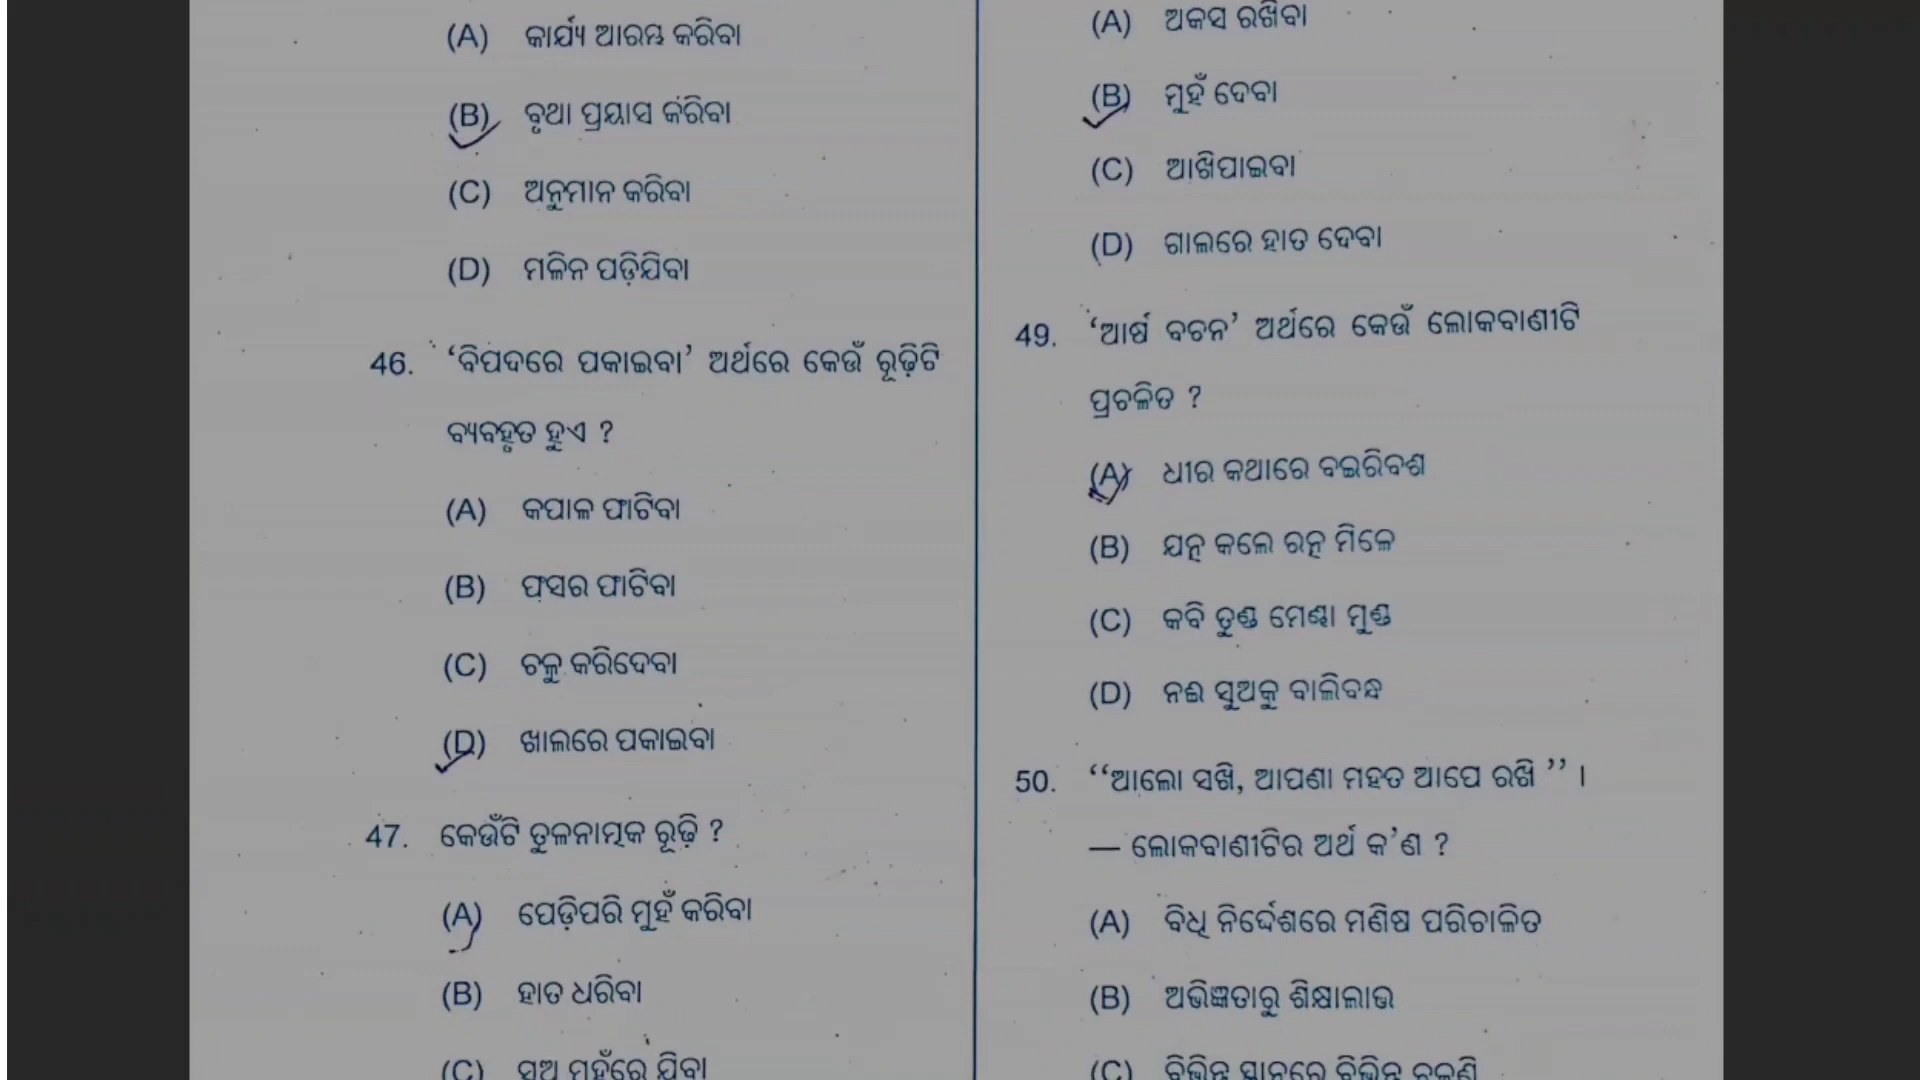 (A) କାର୍ଯ୍ୟ ଆରମ୍ଭ କରିବା
(B) ବୃଥା ପ୍ରୟାସ କରିବା
(C) ଅନୁମାନ କରିବା
(D) ମଳିନ ପଡ଼ିଯିବା
46. ‘ବିପଦରେ ପକାଇବା’ ଅର୍ଥରେ କେଉଁ ରୂଢ଼ିଟି
ବ୍ୟବହୃତ ହୁଏ ?
(A) କପାଳ ଫାଟିବା
(B) ଫସର ଫାଟିବା
(C) ଚକୁ କରିଦେବା
(D) ଖାଲରେ ପକାଇବା
47. କେଉଁଟି ତୁଳନାତ୍ମକ ରୂଢ଼ି ?
(A) ପେଡ଼ିପରି ମୁହଁ କରିବା
(B) ହାତ ଧରିବା
(C) ସୁଅ ମୁହଁରେ ଯିବା
(A) ଅକସ ରଖିବା
(B) ମୁହଁ ଦେବା
(C) ଆଖିପାଇବା
(D) ଗାଲରେ ହାତ ଦେବା
49. ‘ଆର୍ଷ ବଚନ’ ଅର୍ଥରେ କେଉଁ ଲୋକବାଣୀଟି
ପ୍ରଚଳିତ ?
(A) ଧୀର କଥାରେ ବଇରିବଶ
(B) ଯତ୍ନ କଲେ ରତ୍ନ ମିଳେ
(C) କବି ତୁଣ୍ଡ ମେଣ୍ଢା ମୁଣ୍ଡ
(D) ନଈ ସୁଅକୁ ବାଲିବନ୍ଧ
50. ‘‘ଆଲୋ ସଖି, ଆପଣା ମହତ ଆପେ ରଖି ’’ ।
— ଲୋକବାଣୀଟିର ଅର୍ଥ କ’ଣ ?
(A) ବିଧି ନିର୍ଦ୍ଦେଶରେ ମଣିଷ ପରିଚାଳିତ
(B) ଅଭିଜ୍ଞତାରୁ ଶିକ୍ଷାଲାଭ
(C) ବିଭିନ୍ନ ସ୍ଥାନରେ ବିଭିନ୍ନ ଚଳଣି